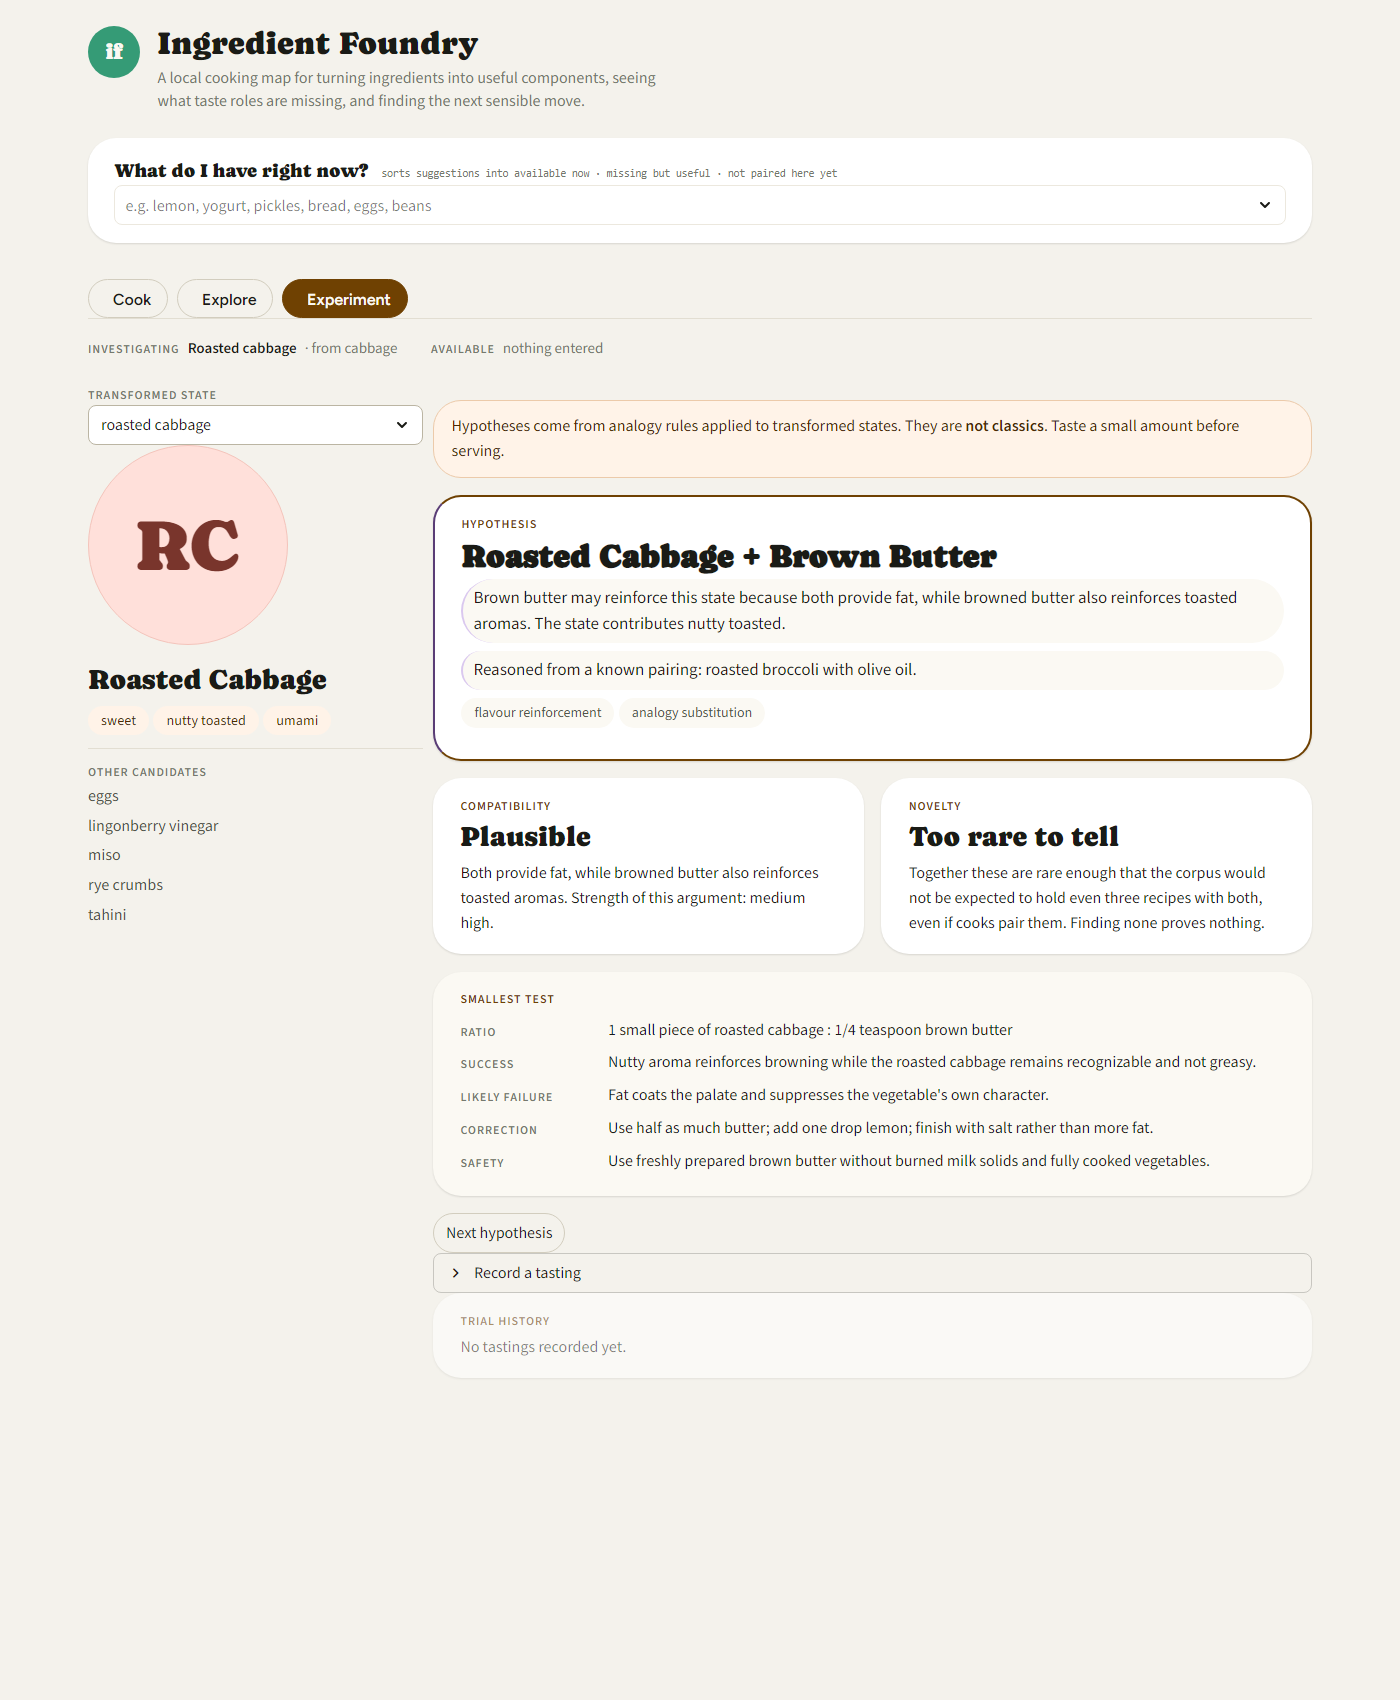 if
Ingredient Foundry
A local cooking map for turning ingredients into useful components, seeing
what taste roles are missing, and finding the next sensible move.
What do I have right now? sorts suggestions into available now · missing but useful · not paired here yet
e.g. lemon, yogurt, pickles, bread, eggs, beans
Cook
Explore
Experiment
INVESTIGATING Roasted cabbage · from cabbage AVAILABLE nothing entered
TRANSFORMED STATE
roasted cabbage
RC
Roasted Cabbage
sweet
nutty toasted
umami
OTHER CANDIDATES
eggs
lingonberry vinegar
miso
rye crumbs
tahini
Hypotheses come from analogy rules applied to transformed states. They are not classics. Taste a small amount before
serving.
HYPOTHESIS
Roasted Cabbage + Brown Butter
Brown butter may reinforce this state because both provide fat, while browned butter also reinforces toasted
aromas. The state contributes nutty toasted.
Reasoned from a known pairing: roasted broccoli with olive oil.
flavour reinforcement
analogy substitution
COMPATIBILITY
Plausible
Both provide fat, while browned butter also reinforces
toasted aromas. Strength of this argument: medium
high.
NOVELTY
Too rare to tell
Together these are rare enough that the corpus would
not be expected to hold even three recipes with both,
even if cooks pair them. Finding none proves nothing.
SMALLEST TEST
RATIO 1 small piece of roasted cabbage : 1/4 teaspoon brown butter
SUCCESS Nutty aroma reinforces browning while the roasted cabbage remains recognizable and not greasy.
LIKELY FAILURE Fat coats the palate and suppresses the vegetable's own character.
CORRECTION Use half as much butter; add one drop lemon; finish with salt rather than more fat.
SAFETY Use freshly prepared brown butter without burned milk solids and fully cooked vegetables.
Next hypothesis
Record a tasting
TRIAL HISTORY
No tastings recorded yet.